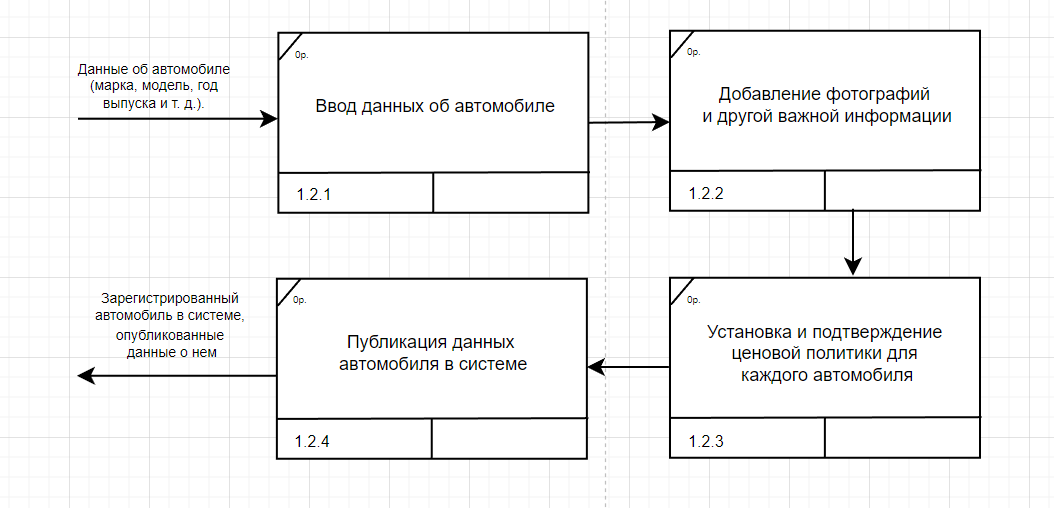 Данные об автомобиле
(марка, модель, год
выпуска и т. д.).
0р.
Ввод данных об автомобиле
1.2.1
0р.
Добавление фотографий
и другой важной информации
1.2.2
Зарегистрированный
автомобиль в системе,
опубликованные
данные о нем
0р.
Публикация данных
автомобиля в системе
1.2.4
0р.
Установка и подтверждение
ценовой политики для
каждого автомобиля
1.2.3